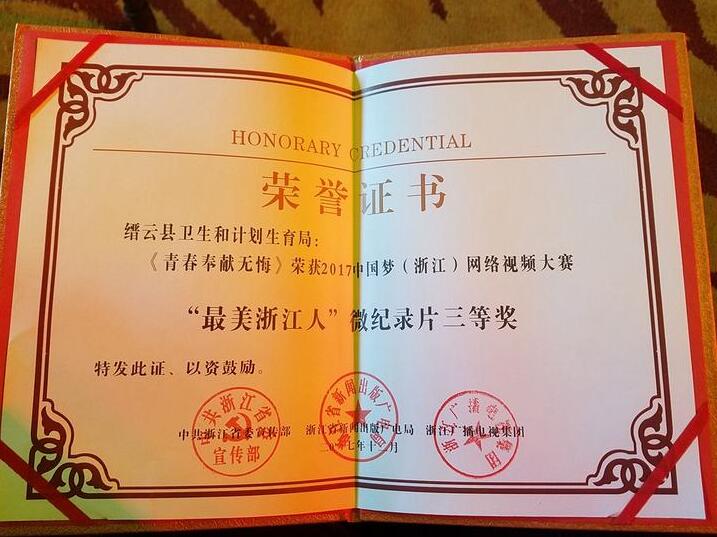 HONORARY CREDENTIAL
荣誉证书
缙云县卫生和计划生育局：
《青春奉献无悔》荣获2017中国梦（浙江）网络视频大赛
“最美浙江人”微纪录片三等奖
特发此证、以资鼓励。
中共浙江省委宣传部 浙江省新闻出版广电局 浙江广播电视集团
二〇一七年十二月
宣传部